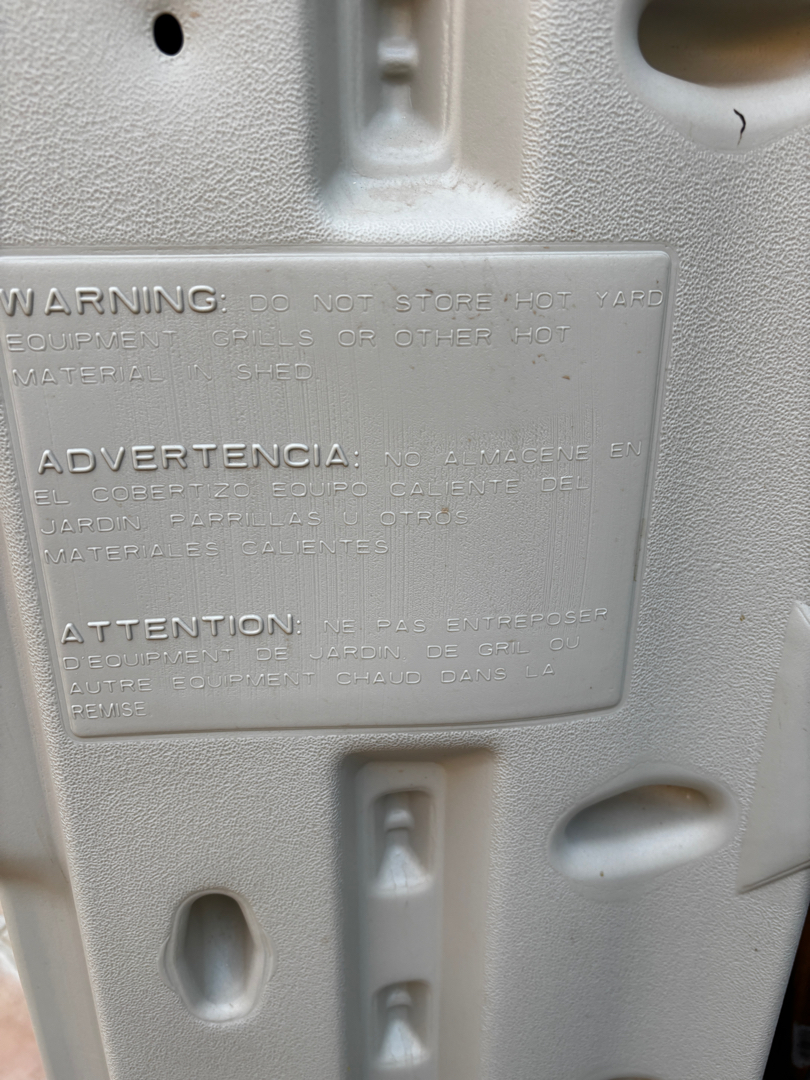 WARNING: DO NOT STORE HOT YARD
EQUIPMENT, GRILLS OR OTHER HOT
MATERIAL IN SHED.
ADVERTENCIA: NO ALMACENE EN
EL COBERTIZO EQUIPO CALIENTE DEL
JARDIN, PARRILLAS U OTROS
MATERIALES CALIENTES
ATTENTION: NE PAS ENTREPOSER
D'EQUIPMENT DE JARDIN, DE GRIL OU
AUTRE EQUIPMENT CHAUD DANS LA
REMISE